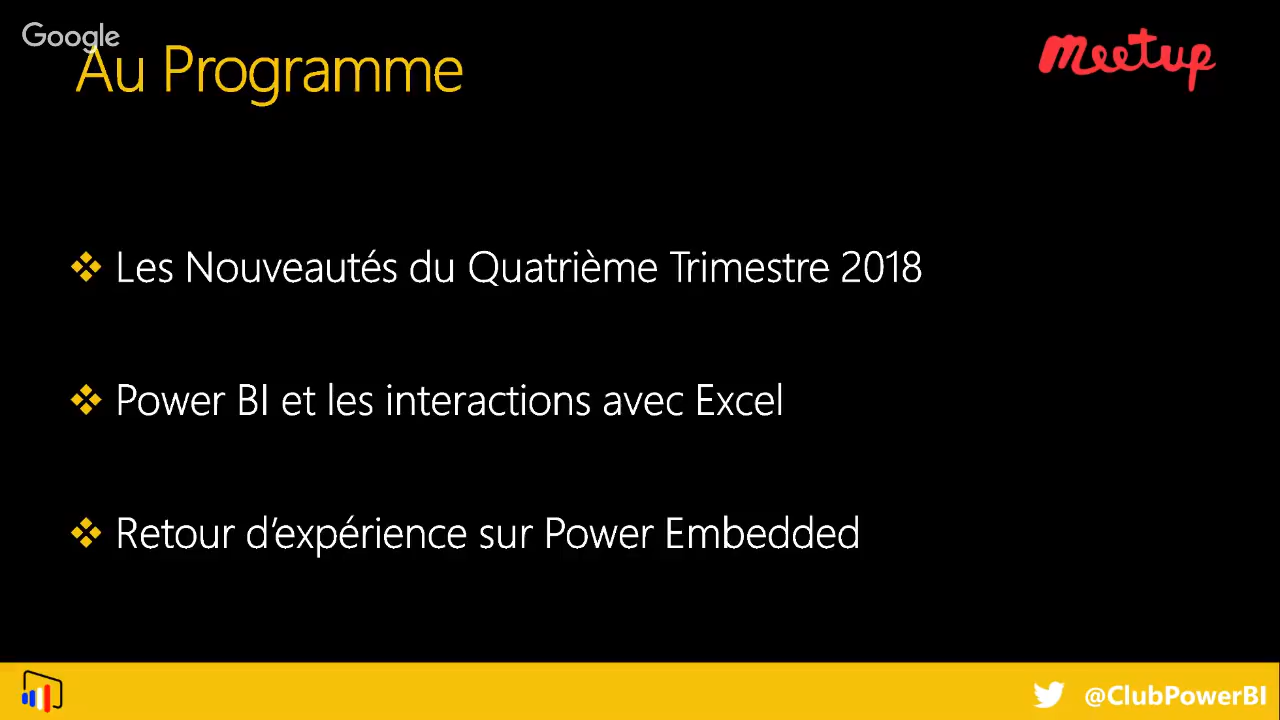 Google
Au Programme
Meetup
Les Nouveautés du Quatrième Trimestre 2018
Power BI et les interactions avec Excel
Retour d’expérience sur Power Embedded
@ClubPowerBI